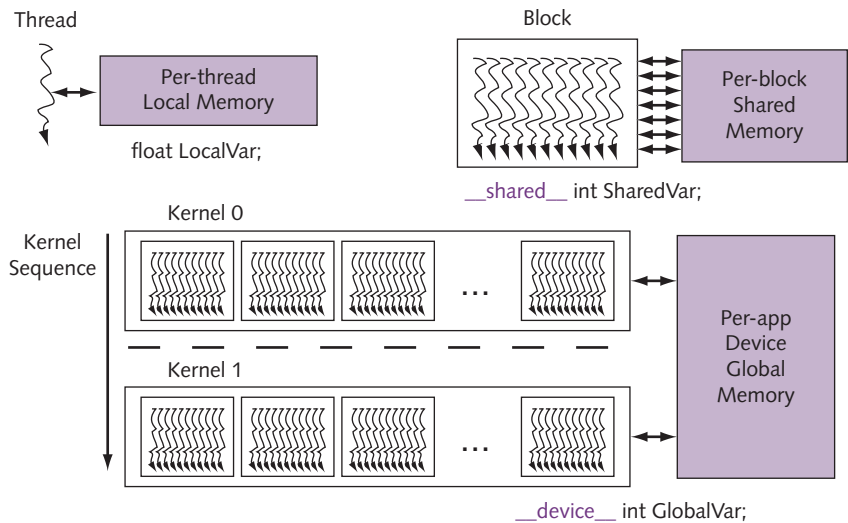 Thread
Per-thread
Local Memory
float LocalVar;
Block
Per-block
Shared
Memory
__shared__ int SharedVar;
Kernel
Sequence
Kernel 0
...
Kernel 1
...
Per-app
Device
Global
Memory
__device__ int GlobalVar;